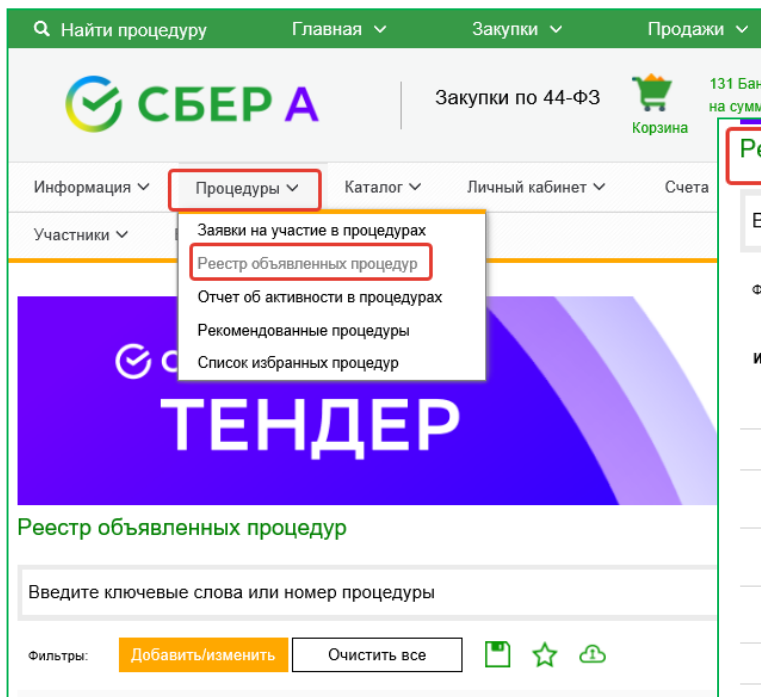 Найти процедуру Главная Закупки Продажи
СБЕР А Закупки по 44-ФЗ
Корзина
131
на
Информация Процедуры Каталог Личный кабинет Счета
Участники
Заявки на участие в процедурах
Реестр объявленных процедур
Отчет об активности в процедурах
Рекомендованные процедуры
Список избранных процедур
ТЕНДЕР
Реестр объявленных процедур
Введите ключевые слова или номер процедуры
Фильтры: Добавить/изменить Очистить все